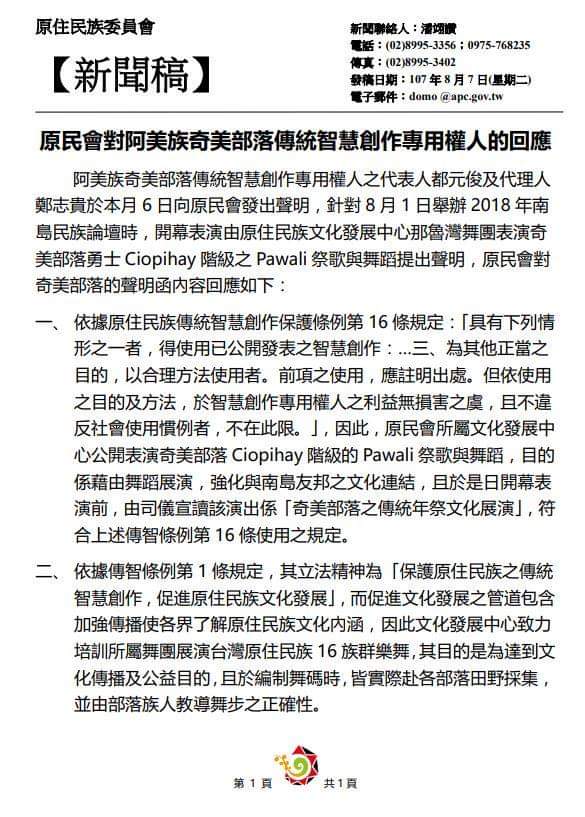 原住民族委員會
【新聞稿】
新聞聯絡人：潘翊讚
電話：(02)8995-3356；0975-768235
傳真：(02)8995-3402
發稿日期：107 年 8 月 7 日(星期二)
電子郵件：domo @apc.gov.tw
原民會對阿美族奇美部落傳統智慧創作專用權人的回應
阿美族奇美部落傳統智慧創作專用權人之代表人都元俊及代理人
鄭志貴於本月 6 日向原民會發出聲明，針對 8 月 1 日舉辦 2018 年南
島民族論壇時，開幕表演由原住民族文化發展中心那魯灣舞團表演奇
美部落勇士 Ciopihay 階級之 Pawali 祭歌與舞蹈提出聲明，原民會對
奇美部落的聲明函內容回應如下：
一、 依據原住民族傳統智慧創作保護條例第 16 條規定：「具有下列情
形之一者，得使用已公開發表之智慧創作：…三、為其他正當之
目的，以合理方法使用者。前項之使用，應註明出處。但依使用
之目的及方法，於智慧創作專用權人之利益無損害之虞，且不違
反社會使用慣例者，不在此限。」，因此，原民會所屬文化發展中
心公開表演奇美部落 Ciopihay 階級的 Pawali 祭歌與舞蹈，目的
係藉由舞蹈展演，強化與南島友邦之文化連結，且於是日開幕表
演前，由司儀宣讀該演出係「奇美部落之傳統年祭文化展演」，符
合上述傳智條例第 16 條使用之規定。
二、 依據傳智條例第 1 條規定，其立法精神為「保護原住民族之傳統
智慧創作，促進原住民族文化發展」，而促進文化發展之管道包含
加強傳播使各界了解原住民族文化內涵，因此文化發展中心致力
培訓所屬舞團展演台灣原住民族 16 族群樂舞，其目的是為達到文
化傳播及公益目的，且於編制舞碼時，皆實際赴各部落田野採集，
並由部落族人教導舞步之正確性。
第 1 頁 共1頁